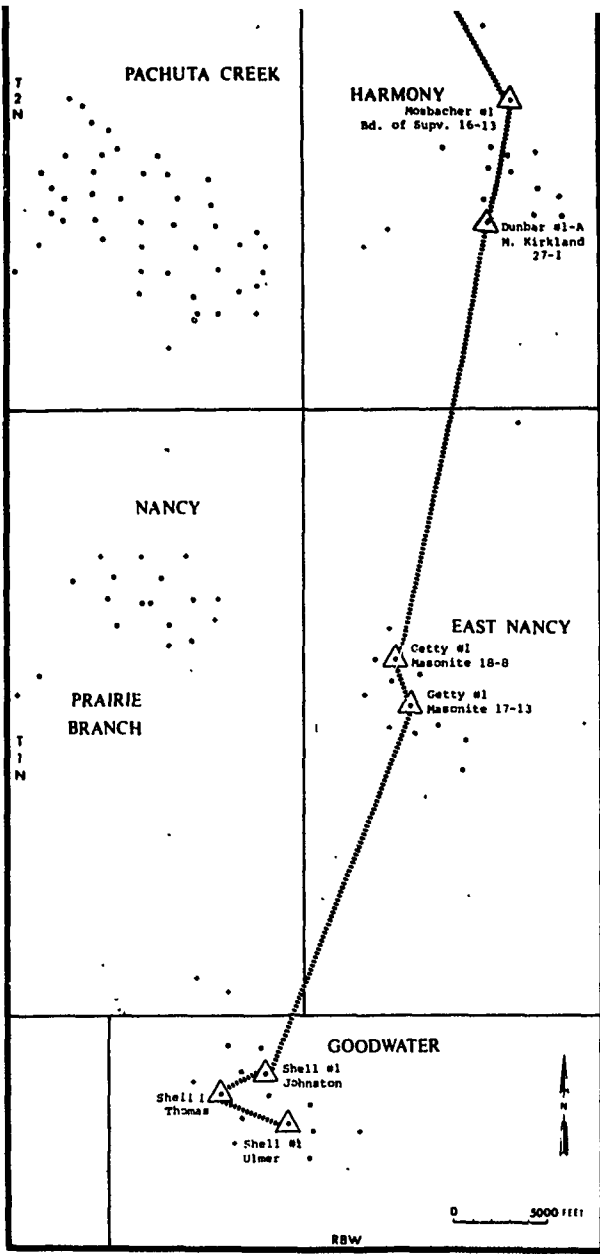 PACHUTA CREEK
T
2
N
HARMONY
Mosbacher #1
Bd. of Supv. 16-13
Dunbar #1-A
M. Kirkland
27-1
NANCY
EAST NANCY
Getty #1
Masonite 18-8
Getty #1
Masonite 17-13
PRAIRIE
BRANCH
T
1
N
GOODWATER
Shell #1
Johnston
Shell 1
Thomas
Shell #1
Ulmer
N
0 5000 FEET
R8W